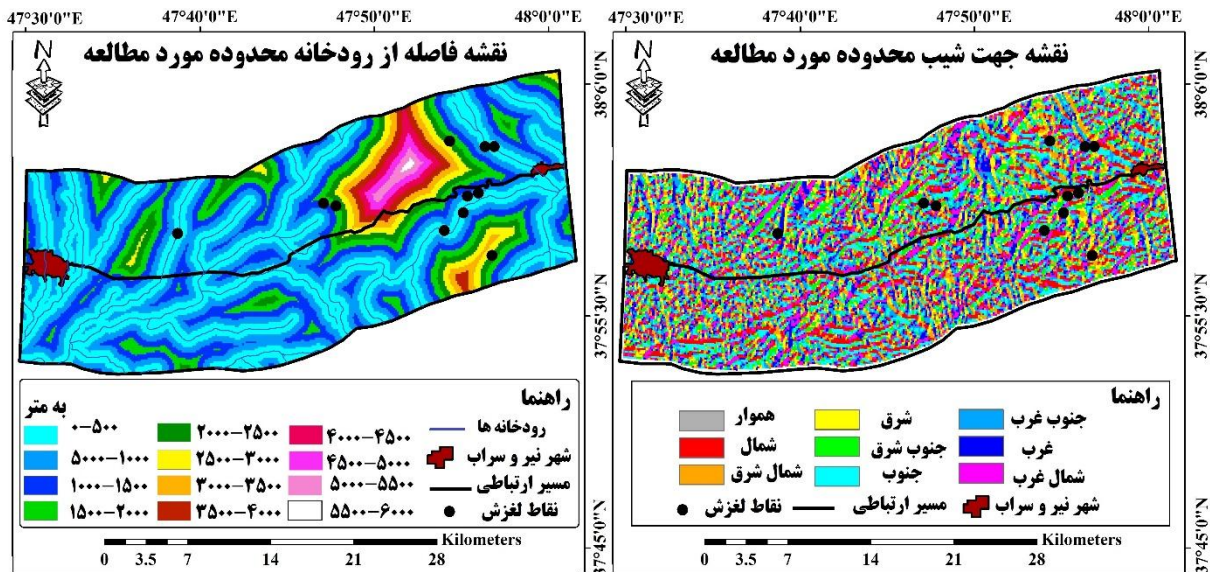 47°30'0"E 47°40'0"E 47°50'0"E 48°0'0"E
N
نقشه فاصله از رودخانه محدوده مورد مطالعه
راهنما
به متر
۰-۵۰۰
۵۰۰۰-۱۰۰۰
۱۰۰۰-۱۵۰۰
۱۵۰۰-۲۰۰۰
۲۰۰۰-۲۵۰۰
۲۵۰۰-۳۰۰۰
۳۰۰۰-۳۵۰۰
۳۵۰۰-۴۰۰۰
۴۰۰۰-۴۵۰۰
۴۵۰۰-۵۰۰۰
۵۰۰۰-۵۵۰۰
۵۵۰۰-۶۰۰۰
رودخانه ها
شهر نیر و سراب
مسیر ارتباطی
نقاط لغزش
Kilometers
0 3.5 7 14 21 28
38°6'0"N
37°55'30"N
37°45'0"N
47°30'0"E 47°40'0"E 47°50'0"E 48°0'0"E
N
نقشه جهت شیب محدوده مورد مطالعه
راهنما
هموار
شمال
شمال شرق
شرق
جنوب شرق
جنوب
جنوب غرب
غرب
شمال غرب
شهر نیر و سراب
مسیر ارتباطی
نقاط لغزش
Kilometers
0 3.5 7 14 21 28
38°6'0"N
37°55'30"N
37°45'0"N